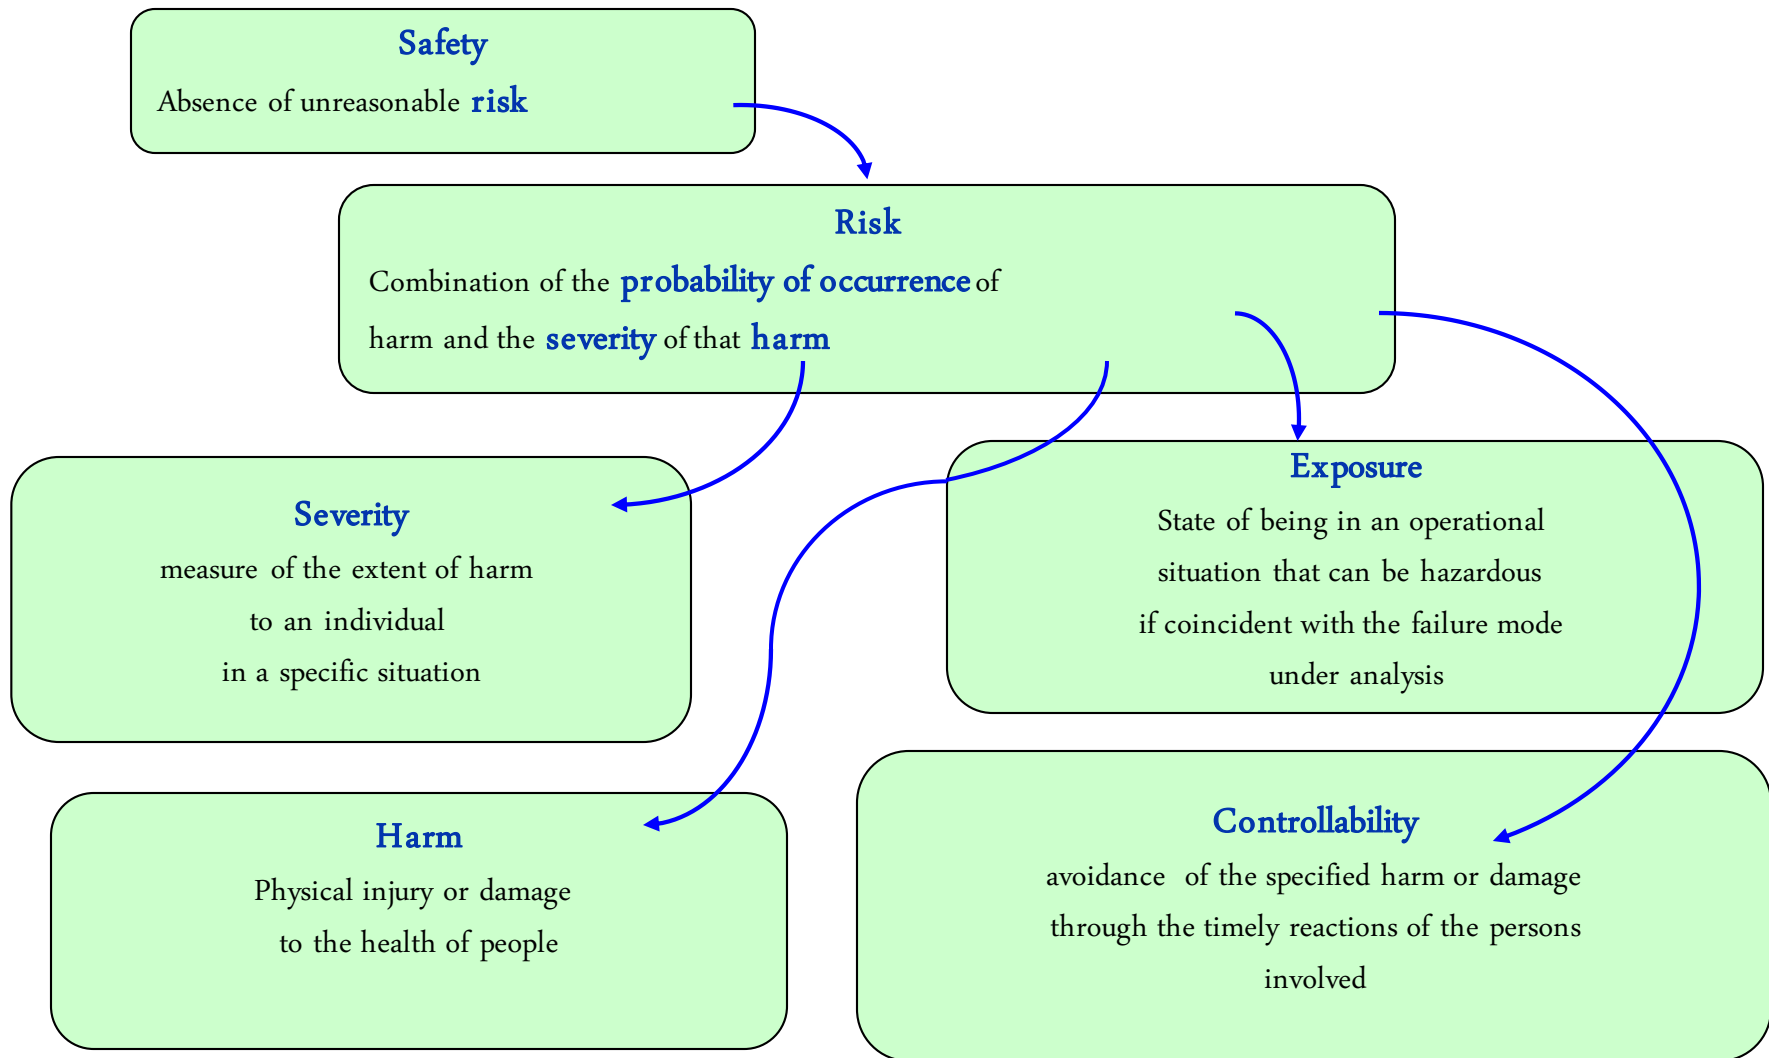 Safety
Absence of unreasonable risk
Risk
Combination of the probability of occurrence of
harm and the severity of that harm
Severity
measure of the extent of harm
to an individual
in a specific situation
Exposure
State of being in an operational
situation that can be hazardous
if coincident with the failure mode
under analysis
Harm
Physical injury or damage
to the health of people
Controllability
avoidance of the specified harm or damage
through the timely reactions of the persons
involved